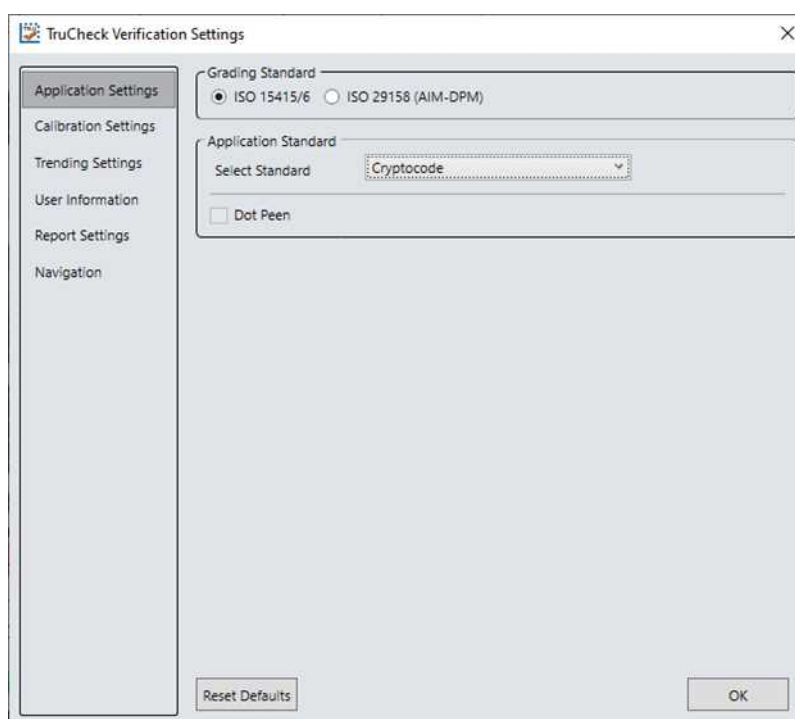 TruCheck Verification Settings
Application Settings
Calibration Settings
Trending Settings
User Information
Report Settings
Navigation
Grading Standard
ISO 15415/6 ISO 29158 (AIM-DPM)
Application Standard
Select Standard Cryptocode
Dot Peen
Reset Defaults OK